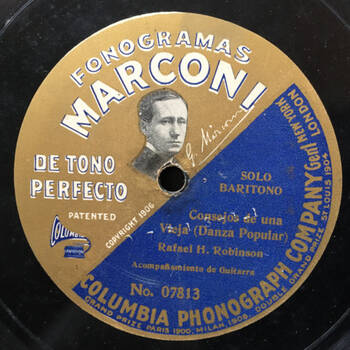 FONOGRAMAS
MARCONI
DE TONO
PERFECTO
PATENTED
COPYRIGHT 1906
G. Marconi
COLUMBIA
SOLO
BARITONO
Consejos de una
Vieja (Danza Popular)
Rafael H. Robinson
Acompañamiento de Guitarra
No. 07813
COLUMBIA PHONOGRAPH COMPANY Genl NEW YORK LONDON
GRAND PRIZE PARIS 1900, MILAN 1906. DOUBLE GRAND PRIZE ST LOUIS 1904